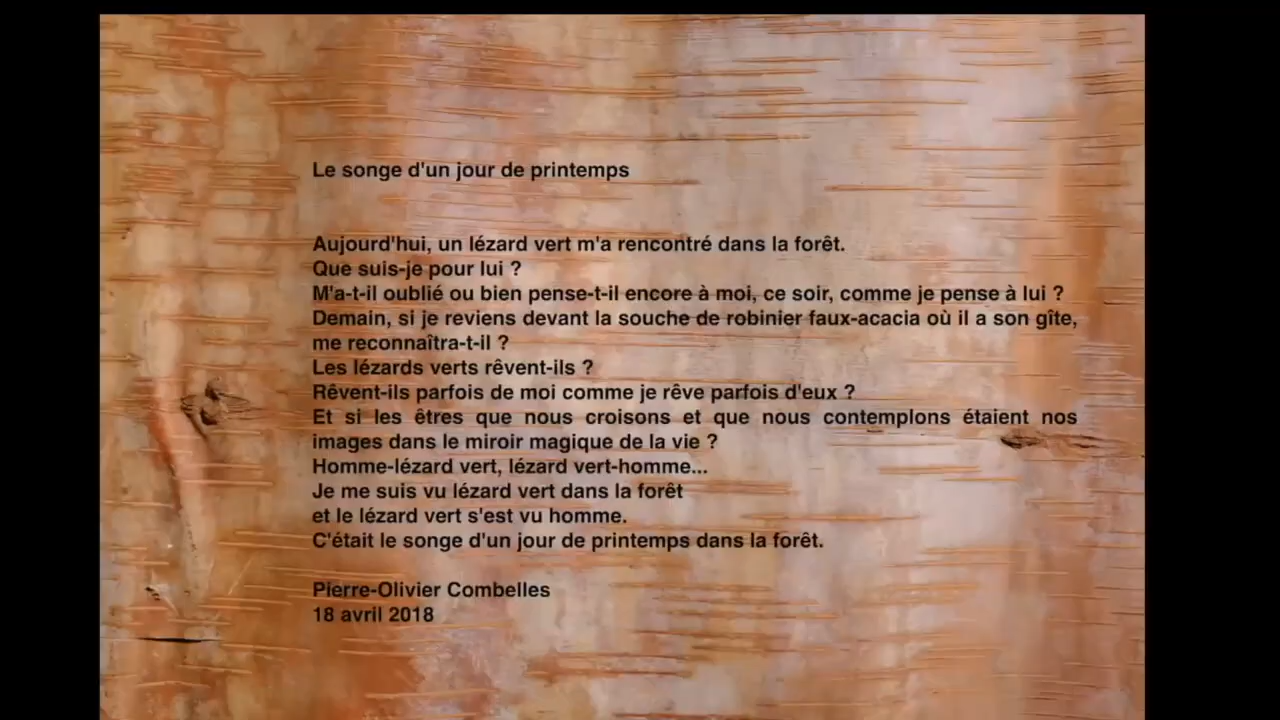 Le songe d'un jour de printemps
Aujourd'hui, un lézard vert m'a rencontré dans la forêt.
Que suis-je pour lui ?
M'a-t-il oublié ou bien pense-t-il encore à moi, ce soir, comme je pense à lui ?
Demain, si je reviens devant la souche de robinier faux-acacia où il a son gîte,
me reconnaîtra-t-il ?
Les lézards verts rêvent-ils ?
Rêvent-ils parfois de moi comme je rêve parfois d'eux ?
Et si les êtres que nous croisons et que nous contemplons étaient nos
images dans le miroir magique de la vie ?
Homme-lézard vert, lézard vert-homme...
Je me suis vu lézard vert dans la forêt
et le lézard vert s'est vu homme.
C'était le songe d'un jour de printemps dans la forêt.
Pierre-Olivier Combelles
18 avril 2018